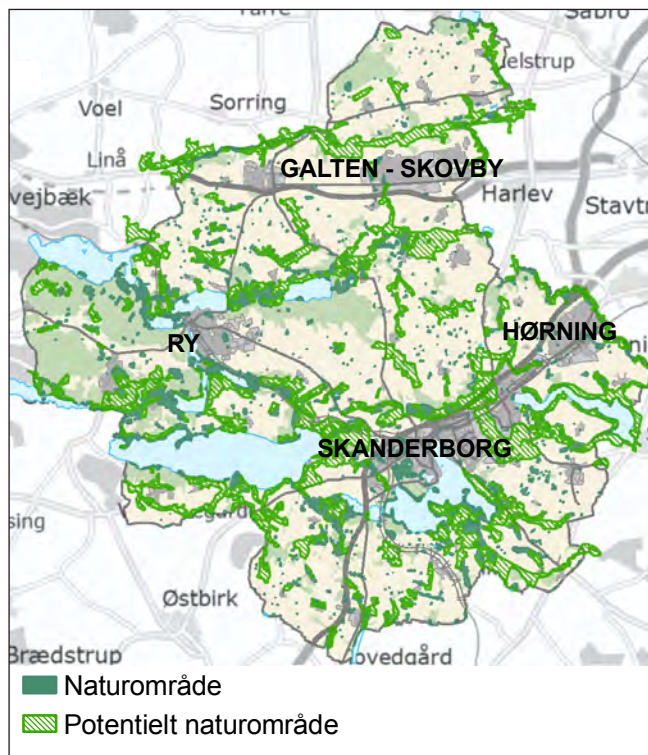 Sabro
elstrup
Voel
Sorring
Linå
GALTEN - SKOVBY
Harlev
vejbæk
Stavtr
HØRNING
RY
SKANDERBORG
sing
Østbirk
Brædstrup
ovedgård
Naturområde
Potentielt naturområde